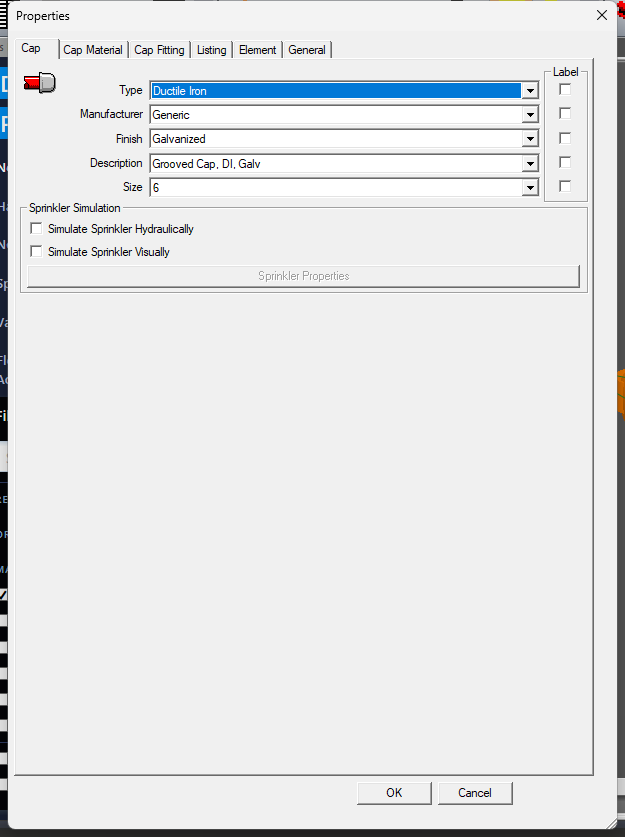 Properties
Cap Cap Material Cap Fitting Listing Element General
Label
Type Ductile Iron
Manufacturer Generic
Finish Galvanized
Description Grooved Cap, DI, Galv
Size 6
Sprinkler Simulation
Simulate Sprinkler Hydraulically
Simulate Sprinkler Visually
Sprinkler Properties
OK Cancel